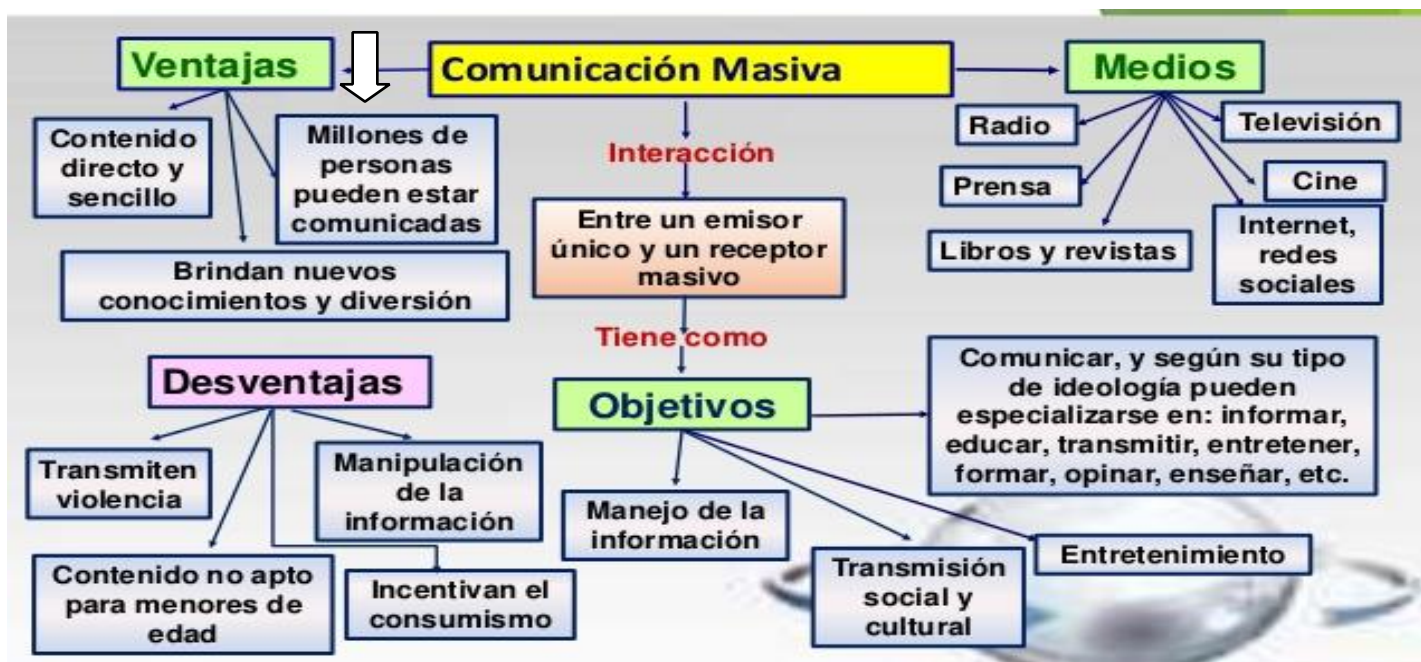 Comunicación Masiva
Ventajas
Contenido
directo y
sencillo
Millones de
personas
pueden estar
comunicadas
Brindan nuevos
conocimientos y diversión
Interacción
Entre un emisor
único y un receptor
masivo
Tiene como
Medios
Radio
Televisión
Prensa
Cine
Libros y revistas
Internet,
redes
sociales
Desventajas
Transmiten
violencia
Manipulación
de la
información
Contenido no apto
para menores de
edad
Incentivan el
consumismo
Objetivos
Comunicar, y según su tipo
de ideología pueden
especializarse en: informar,
educar, transmitir, entretener,
formar, opinar, enseñar, etc.
Manejo de la
información
Transmisión
social y
cultural
Entretenimiento